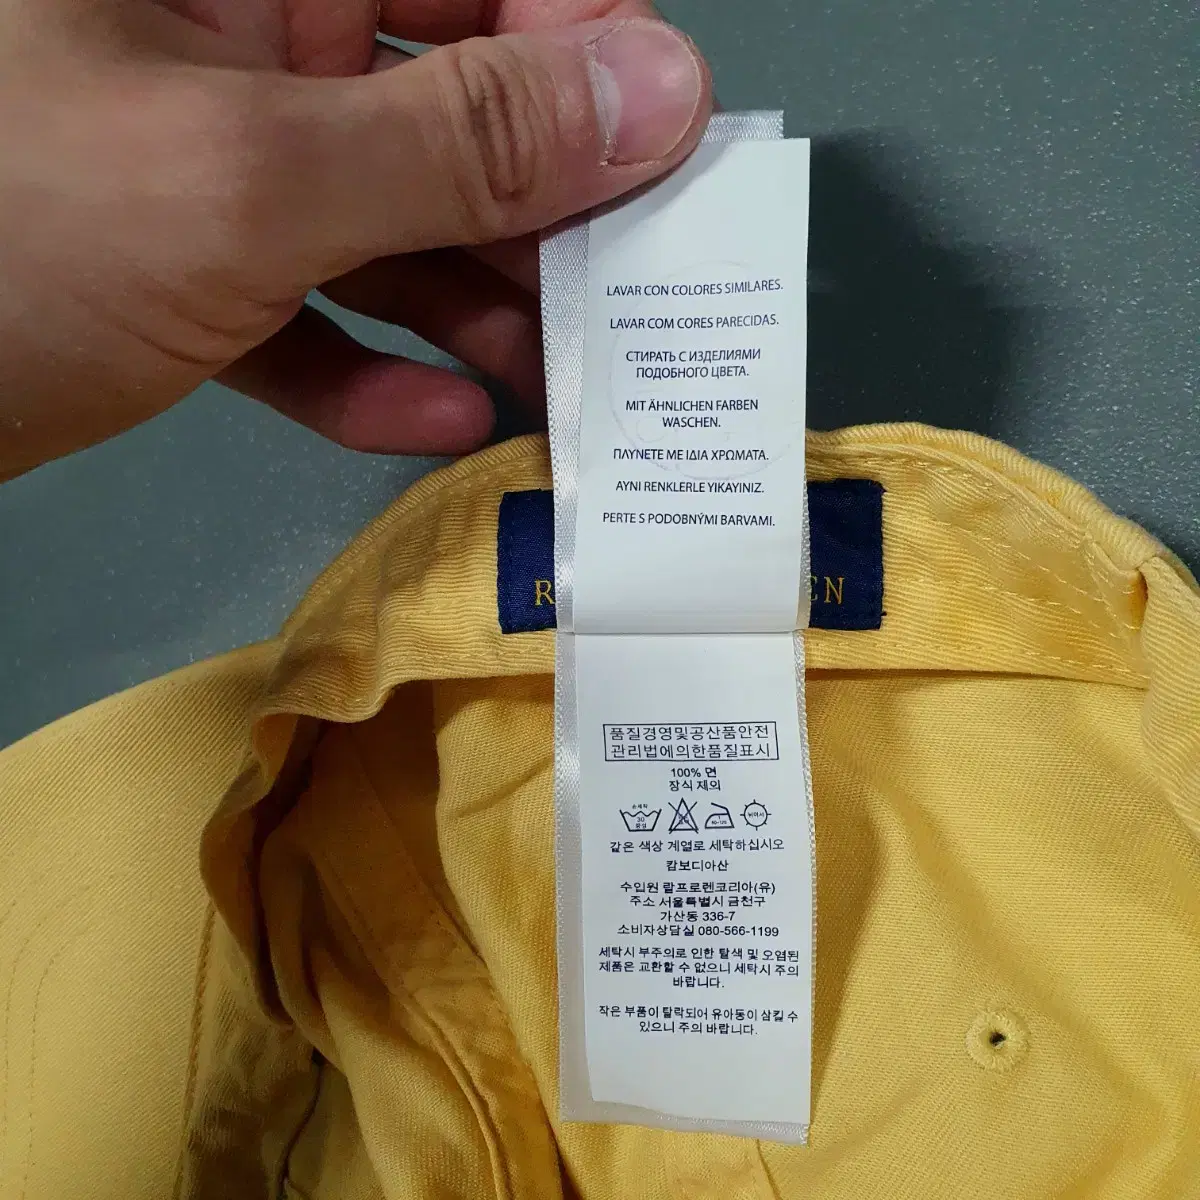 LAVAR CON COLORES SIMILARES.
LAVAR COM CORES PARECIDAS.
СТИРАТЬ С ИЗДЕЛИЯМИ
ПОДОБНОГО ЦВЕТА.
MIT ÄHNLICHEN FARBEN
WASCHEN.
ΠΛΥΝΕΤΕ ΜΕ ΙΔΙΑ ΧΡΩΜΑΤΑ.
AYNI RENKLERLE YIKAYINIZ.
PERTE S PODOBNÝMI BARVAMI.
품질경영및공산품안전
관리법에의한품질표시
100% 면
장식 제외
손세탁
30
중성
같은 색상 계열로 세탁하십시오
캄보디아산
수입원 랄프로렌코리아(유)
주소 서울특별시 금천구
가산동 336-7
소비자상담실 080-566-1199
세탁시 부주의로 인한 탈색 및 오염된
제품은 교환할 수 없으니 세탁시 주의
바랍니다.
작은 부품이 탈락되어 유아동이 삼킬 수
있으니 주의 바랍니다.